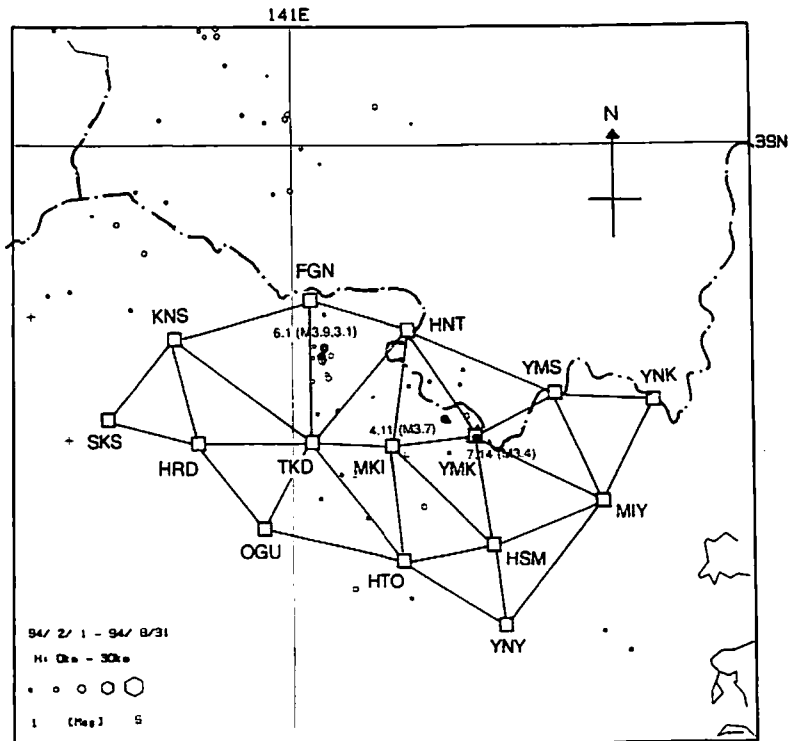 141E
N
39N
FGN
KNS
HNT
6.1 (M3.9,3.1)
YMS
YNK
4.11 (M3.7)
SKS
HRD
TKD
MKI
YMK
7.14 (M3.4)
MIY
OGU
HTO
HSM
YNY
94/ 2/ 1 - 94/ 8/31
H: 0km - 30km
1 [Mag] 5